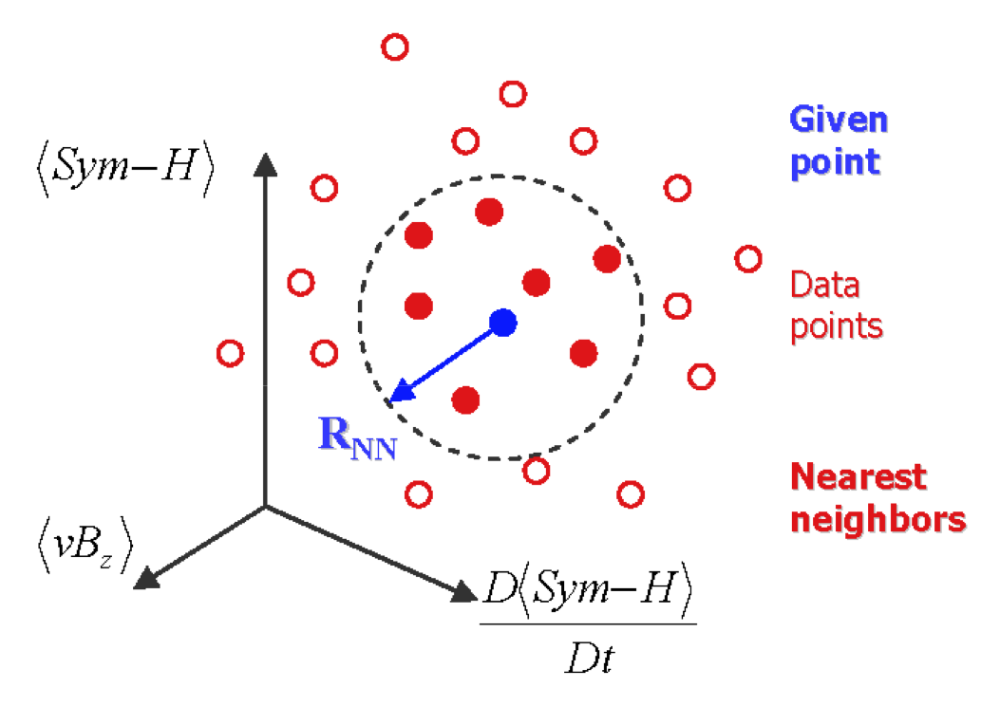 ⟨Sym−H⟩
Given
point
Data
points
R_NN
Nearest
neighbors
⟨vB_z⟩
D⟨Sym−H⟩
Dt